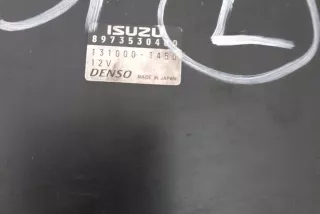 ISUZU
131000-1450
12V
DENSO MADE IN JAPAN